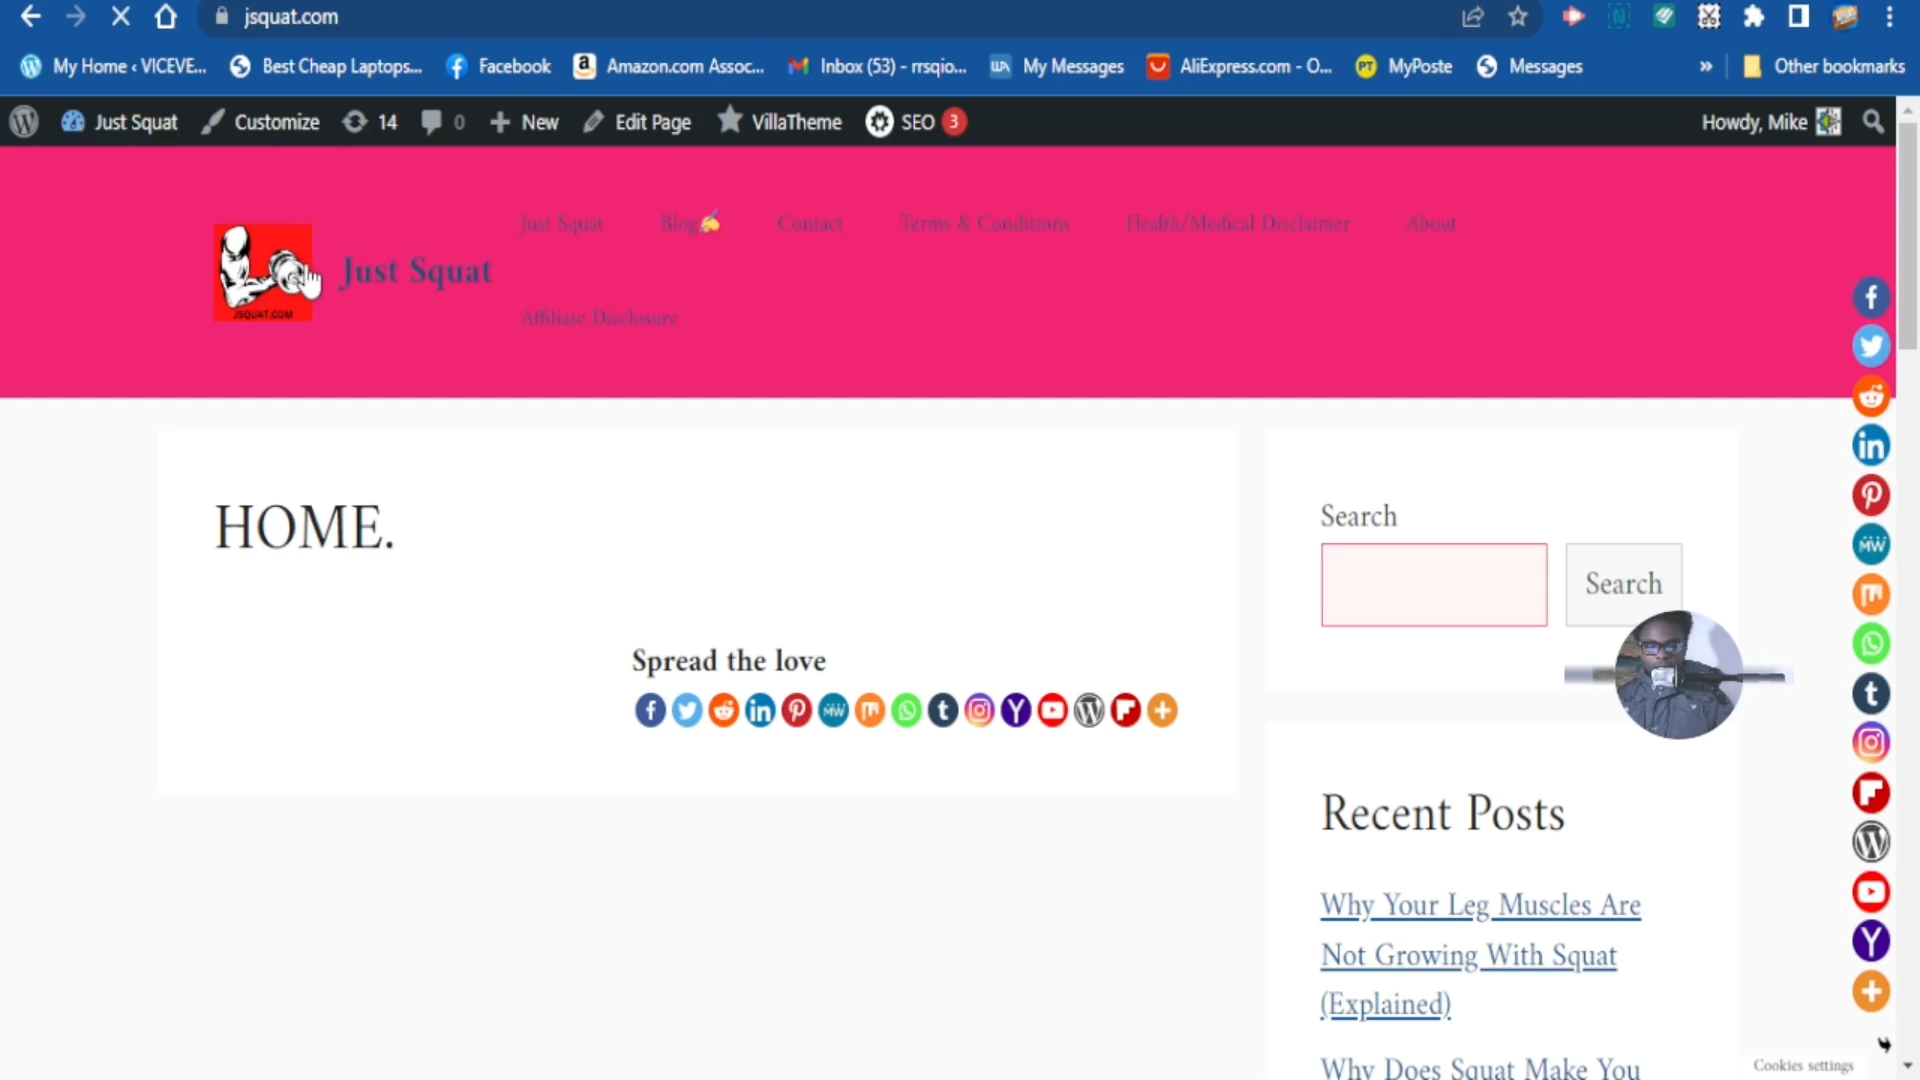 jsquat.com
My Home ‹ VICEVE...
Best Cheap Laptops...
Facebook
Amazon.com Assoc...
Inbox (53) - rrsqio...
My Messages
AliExpress.com - O...
MyPoste
Messages
»
Other bookmarks
Just Squat
Customize
14
0
New
Edit Page
VillaTheme
SEO 3
Howdy, Mike
JSQUAT.COM
Just Squat
Just Squat
Blog✍
Contact
Terms & Conditions
Health/Medical Disclaimer
About
Affiliate Disclosure
HOME.
Spread the love
Search
Search
Recent Posts
Why Your Leg Muscles Are
Not Growing With Squat
(Explained)
Why Does Squat Make You
Cookies settings